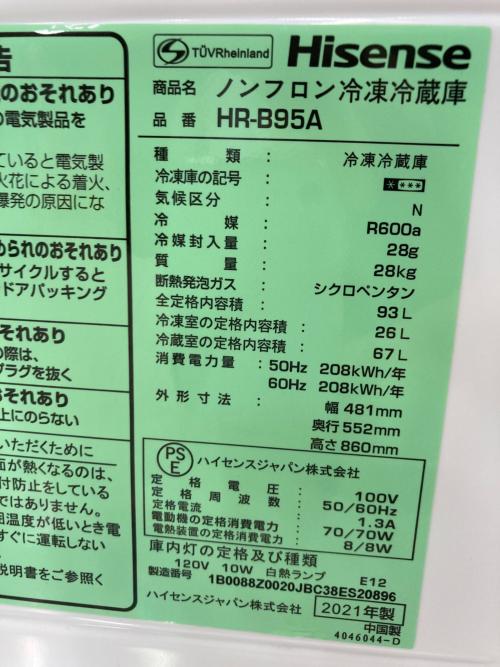 告
のおそれあり
の電気製品を
ていると電気製
火花による着火、
爆発の原因にな
められのおそれあり
サイクルすると
ドアパッキング
それあり
の際は、
プラグを抜く
おそれあり
上にのらない
いただくために
面が熱くなるのは、
付防止をしている
ではありません。
囲温度が低いとき電
すぐに運転しない
説明書をご参照く
S TÜVRheinland Hisense
商品名 ノンフロン冷凍冷蔵庫
品 番 HR-B95A
種 類 : 冷凍冷蔵庫
冷凍庫の記号 : ****
気候区分 : N
冷 媒 : R600a
冷媒封入量 : 28g
質 量 : 28kg
断熱発泡ガス : シクロペンタン
全定格内容積 : 93L
冷凍室の定格内容積 : 26L
冷蔵室の定格内容積 : 67L
消費電力量 : 50Hz 208kWh/年
60Hz 208kWh/年
外形寸法 : 幅 481mm
奥行 552mm
高さ 860mm
PS
E ハイセンスジャパン株式会社
定格電圧 : 100V
定格周波数 : 50/60Hz
定格電流 : 1.3A
電動機の定格消費電力 : 70/70W
電熱装置の定格消費電力 : 8/8W
庫内灯の定格及び種類
120V 10W 白熱ランプ E12
製造番号 1B0088Z0020JBC38ES20896
ハイセンスジャパン株式会社 2021年製
中国製
4046044-D